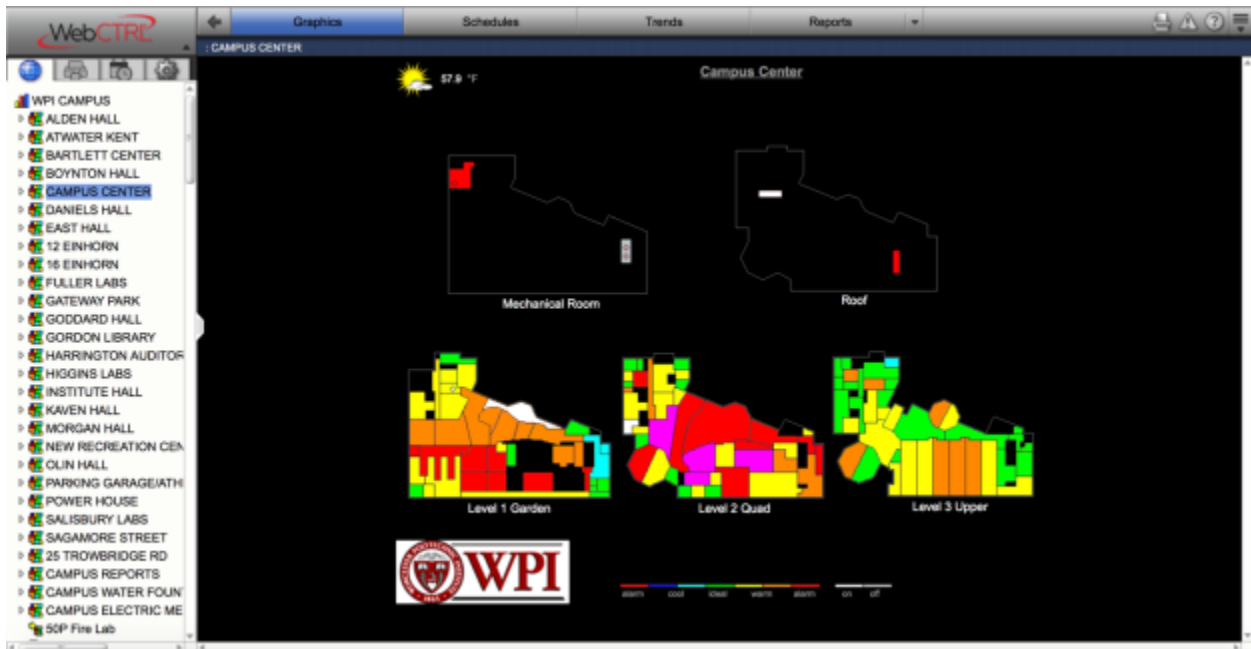 WebCTRL
Graphics
Schedules
Trends
Reports
: CAMPUS CENTER
WPI CAMPUS
ALDEN HALL
ATWATER KENT
BARTLETT CENTER
BOYNTON HALL
CAMPUS CENTER
DANIELS HALL
EAST HALL
12 EINHORN
16 EINHORN
FULLER LABS
GATEWAY PARK
GODDARD HALL
GORDON LIBRARY
HARRINGTON AUDITOR
HIGGINS LABS
INSTITUTE HALL
KAVEN HALL
MORGAN HALL
NEW RECREATION CEN
OLIN HALL
PARKING GARAGE/ATH
POWER HOUSE
SALISBURY LABS
SAGAMORE STREET
25 TROWBRIDGE RD
CAMPUS REPORTS
CAMPUS WATER FOUN
CAMPUS ELECTRIC ME
50P Fire Lab
57.9 °F
Campus Center
Mechanical Room
Roof
Level 1 Garden
Level 2 Quad
Level 3 Upper
WPI
alarm cool ideal warm alarm on off